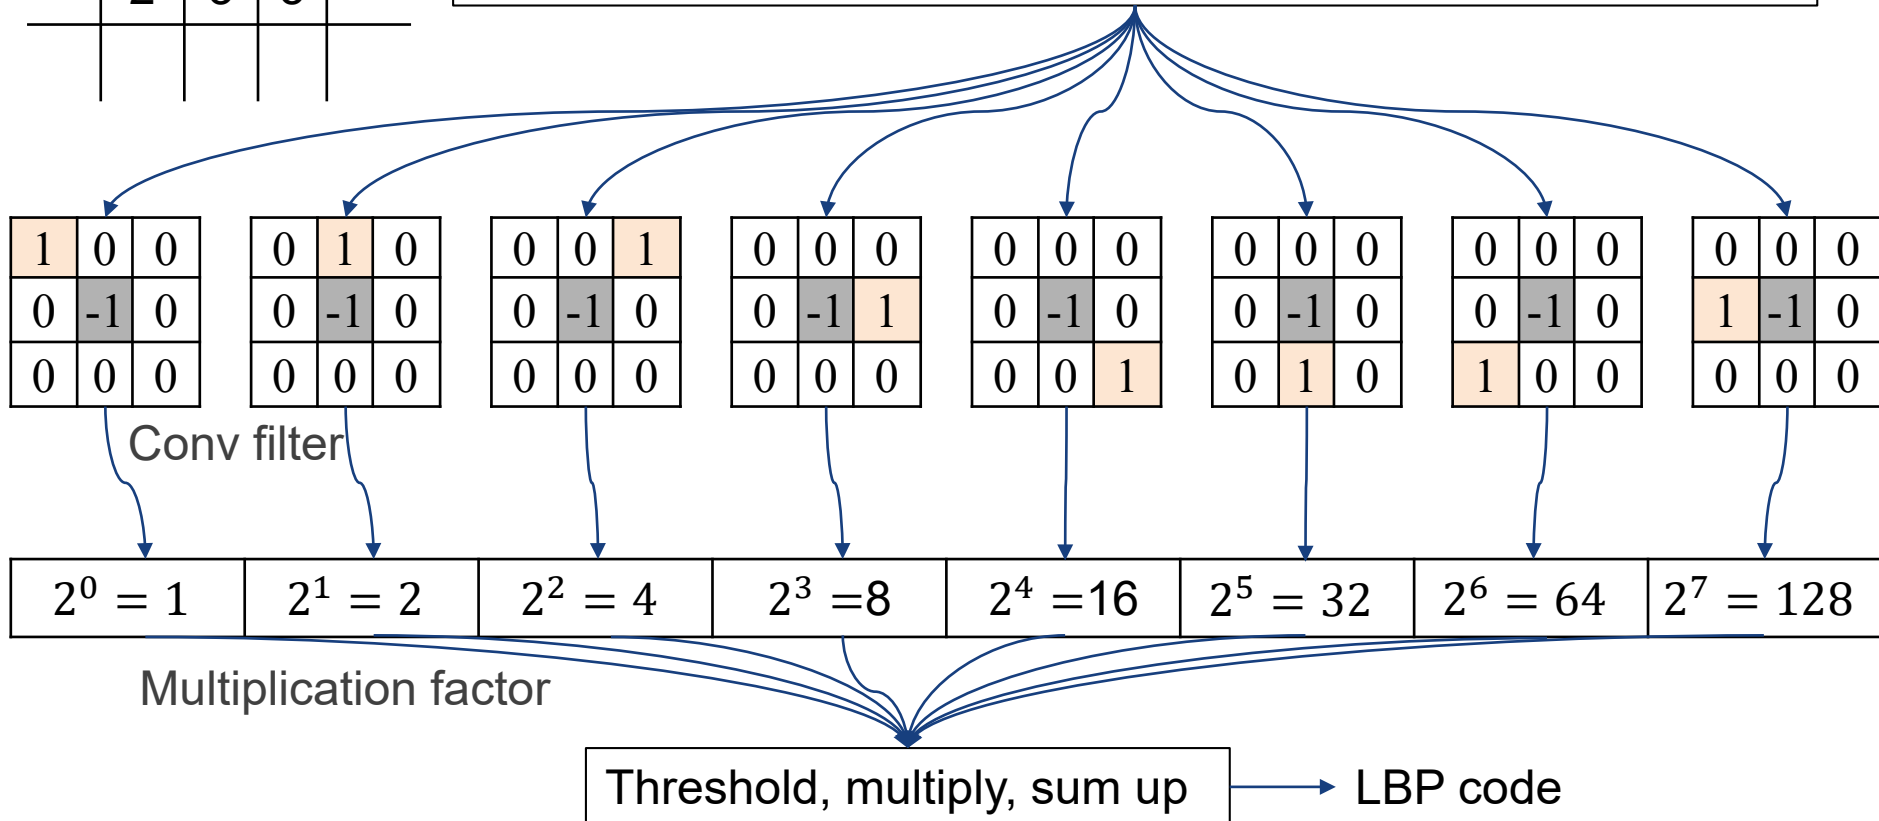 1 0 0 0 1 0 0 0 1 0 0 0 0 0 0 0 0 0 0 0 0 0 0 0
0 -1 0 0 -1 0 0 -1 0 0 -1 1 0 -1 0 0 -1 0 0 -1 0 1 -1 0
0 0 0 0 0 0 0 0 0 0 0 0 0 0 1 0 1 0 1 0 0 0 0 0
Conv filter
2⁰ = 1 2¹ = 2 2² = 4 2³ =8 2⁴ =16 2⁵ = 32 2⁶ = 64 2⁷ = 128
Multiplication factor
Threshold, multiply, sum up LBP code